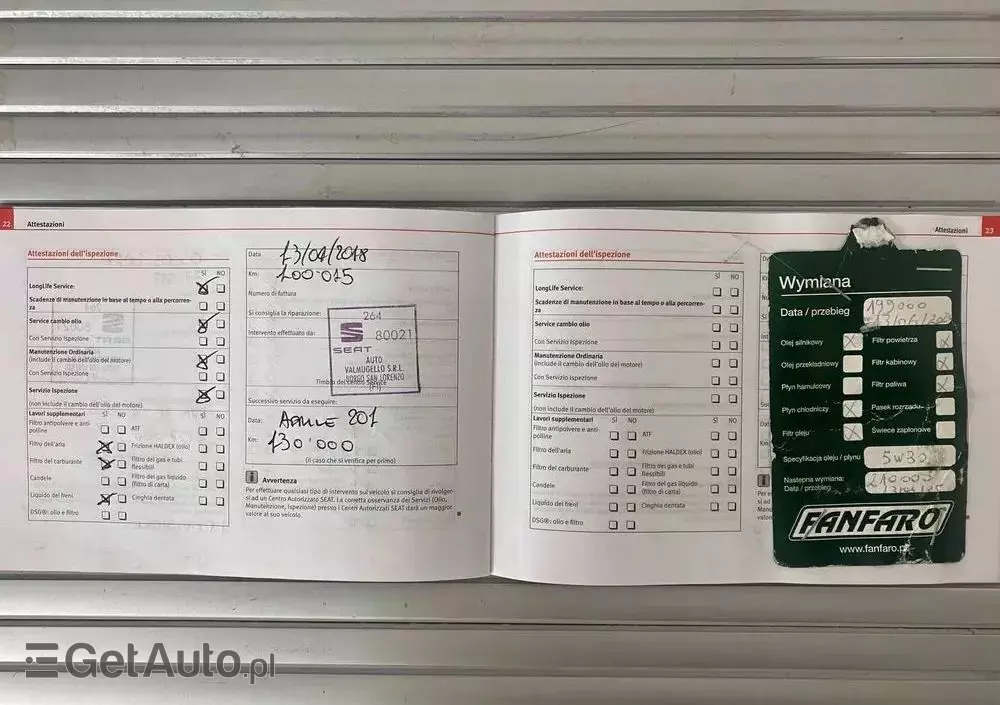 22
Attestazioni
Attestazioni dell'ispezione
SÌ NO
LongLife Service:
Scadenze di manutenzione in base al tempo o alla percorren-
za
Service cambio olio
Con Servizio Ispezione
Manutenzione Ordinaria
(include il cambio dell'olio del motore)
Con Servizio Ispezione
Servizio Ispezione
(non include il cambio dell'olio del motore)
Lavori supplementari SÌ NO SÌ NO
Filtro antipolvere e anti-
polline
ATF
Filtro dell'aria
Frizione HALDEX (olio)
Filtro del carburante
Filtro del gas e tubi
flessibili
Candele
Filtro del gas liquido
(filtro di carta)
Liquido dei freni
Cinghia dentata
DSG®: olio e filtro
Data
Km: 100.015
Numero di fattura
Si consiglia la riparazione:
Intervento effettuato da:
264
80021
SEAT
AUTO
VALMUGELLO S.R.L.
BORGO SAN LORENZO
(FI)
Timbro del centro Service
Successivo servizio da eseguire:
Data: APRILE 201
Km: 130'000
(il caso che si verifica per primo)
Avvertenza
Per effettuare qualsiasi tipo di intervento sul veicolo si consiglia di rivolger-
si ad un Centro Autorizzato SEAT. La corretta osservanza dei Servizi (Olio,
Manutenzione, Ispezione) presso i Centri Autorizzati SEAT darà un maggior
valore al suo veicolo.
Attestazioni
23
Attestazioni dell'ispezione
SÌ NO
LongLife Service:
Scadenze di manutenzione in base al tempo o alla percorren-
za
Service cambio olio
Con Servizio Ispezione
Manutenzione Ordinaria
(include il cambio dell'olio del motore)
Con Servizio Ispezione
Servizio Ispezione
(non include il cambio dell'olio del motore)
Lavori supplementari SÌ NO SÌ NO
Filtro antipolvere e anti-
polline
ATF
Filtro dell'aria
Frizione HALDEX (olio)
Filtro del carburante
Filtro del gas e tubi
flessibili
Candele
Filtro del gas liquido
(filtro di carta)
Liquido dei freni
Cinghia dentata
DSG®: olio e filtro
Wymiana
Data / przebieg 199000
Olej silnikowy
Filtr powietrza
Olej przekładniowy
Filtr kabinowy
Płyn hamulcowy
Filtr paliwa
Płyn chłodniczy
Pasek rozrządu
Filtr oleju
Świece zapłonowe
Specyfikacja oleju / płynu 5W30
Następna wymiana:
Data / przebieg
210000
FANFARO
www.fanfaro.pl
GetAuto.pl